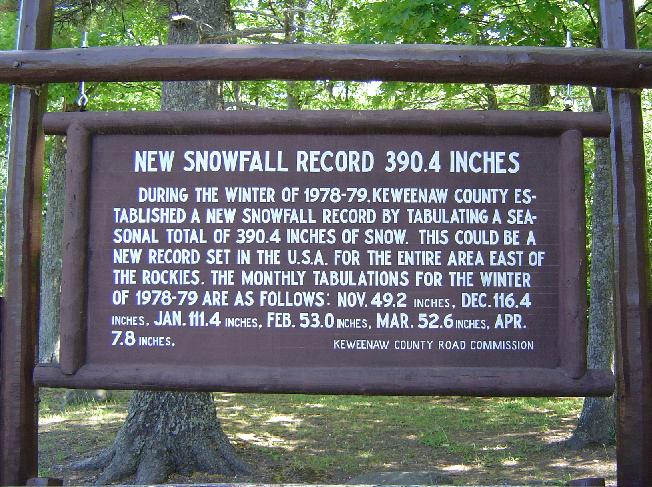 NEW SNOWFALL RECORD 390.4 INCHES
DURING THE WINTER OF 1978-79, KEWEENAW COUNTY ES-
TABLISHED A NEW SNOWFALL RECORD BY TABULATING A SEA-
SONAL TOTAL OF 390.4 INCHES OF SNOW. THIS COULD BE A
NEW RECORD SET IN THE U.S.A. FOR THE ENTIRE AREA EAST OF
THE ROCKIES. THE MONTHLY TABULATIONS FOR THE WINTER
OF 1978-79 ARE AS FOLLOWS: NOV. 49.2 INCHES, DEC. 116.4
INCHES, JAN. 111.4 INCHES, FEB. 53.0 INCHES, MAR. 52.6 INCHES, APR.
7.8 INCHES.
KEWEENAW COUNTY ROAD COMMISSION